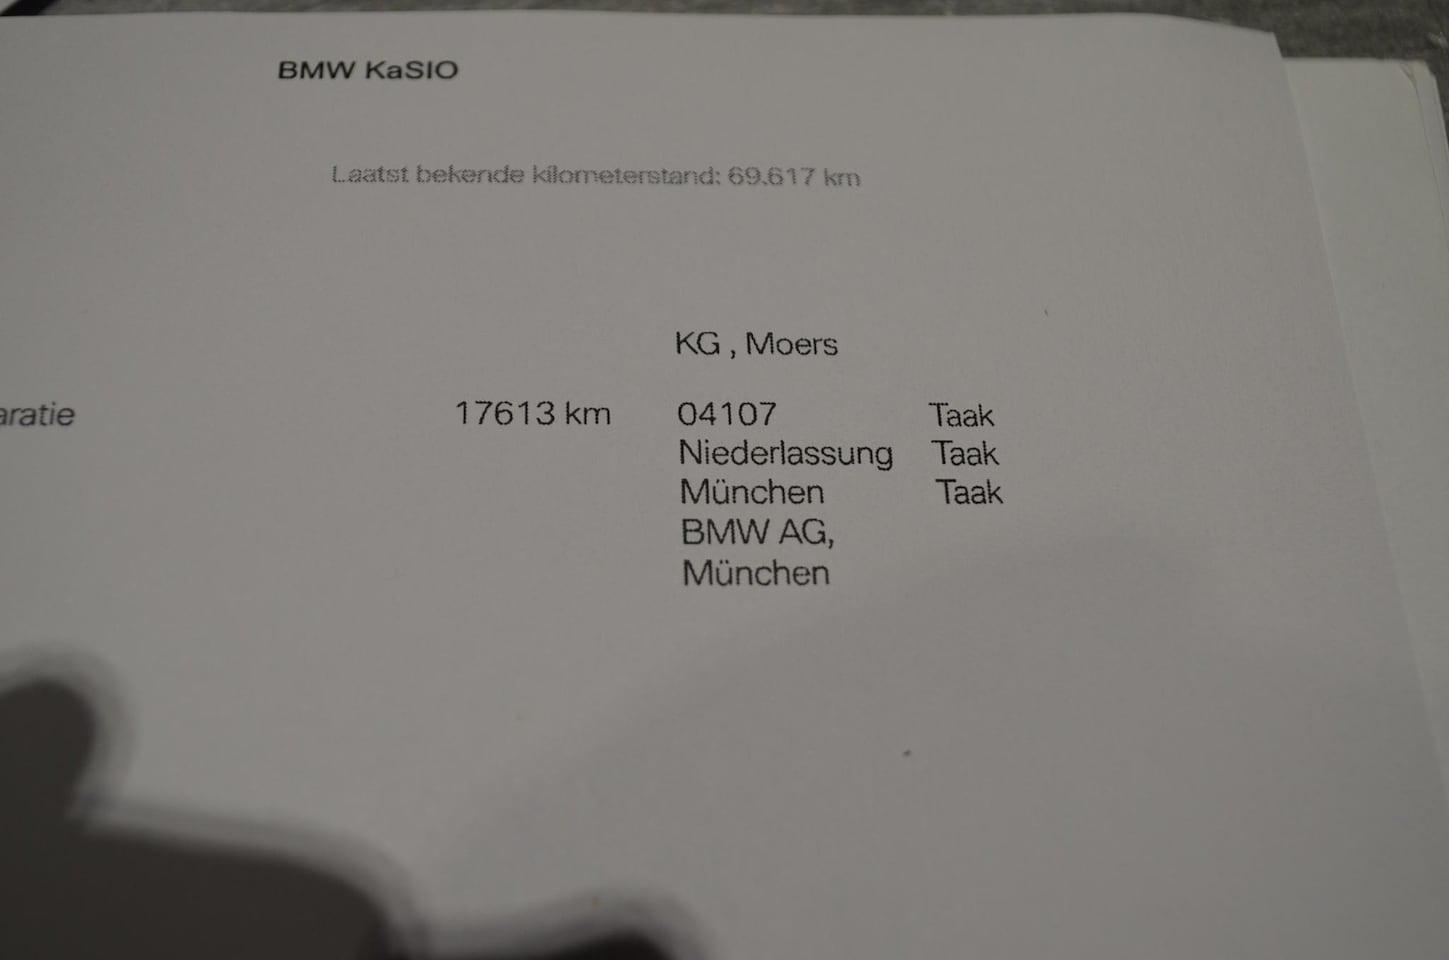 BMW KaSIO
Laatst bekende kilometerstand: 69.617 km
KG , Moers
aratie 17613 km 04107 Taak
Niederlassung Taak
München Taak
BMW AG,
München